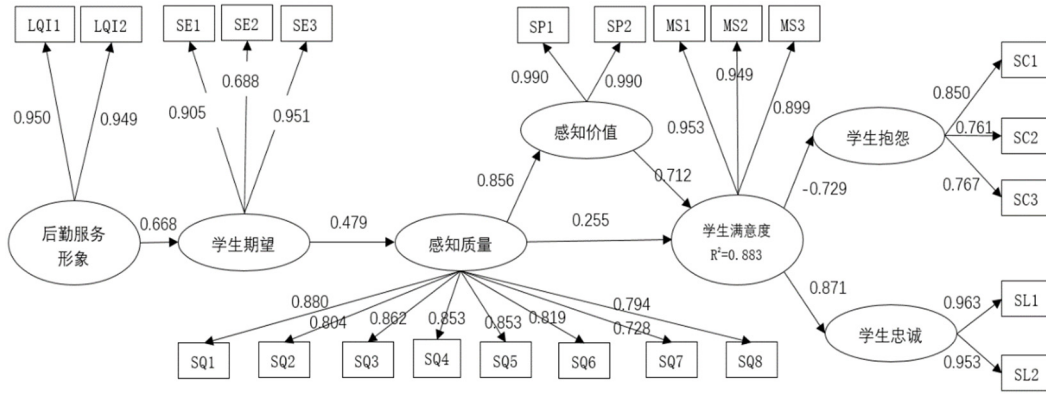 LQI1 LQI2 SE1 SE2 SE3 SP1 SP2 MS1 MS2 MS3
SC1
0.950 0.949 0.905 0.688 0.951 0.990 0.990 0.953 0.949 0.899 0.850
感知价值
学生抱怨
0.761 SC2
0.856 0.712 -0.729 0.767 SC3
后勤服务
形象
0.668
学生期望
0.479
感知质量
0.255
学生满意度
R²=0.883
0.871
0.880 0.804 0.862 0.853 0.853 0.819 0.728 0.794
学生忠诚
0.963 SL1
0.953 SL2
SQ1 SQ2 SQ3 SQ4 SQ5 SQ6 SQ7 SQ8